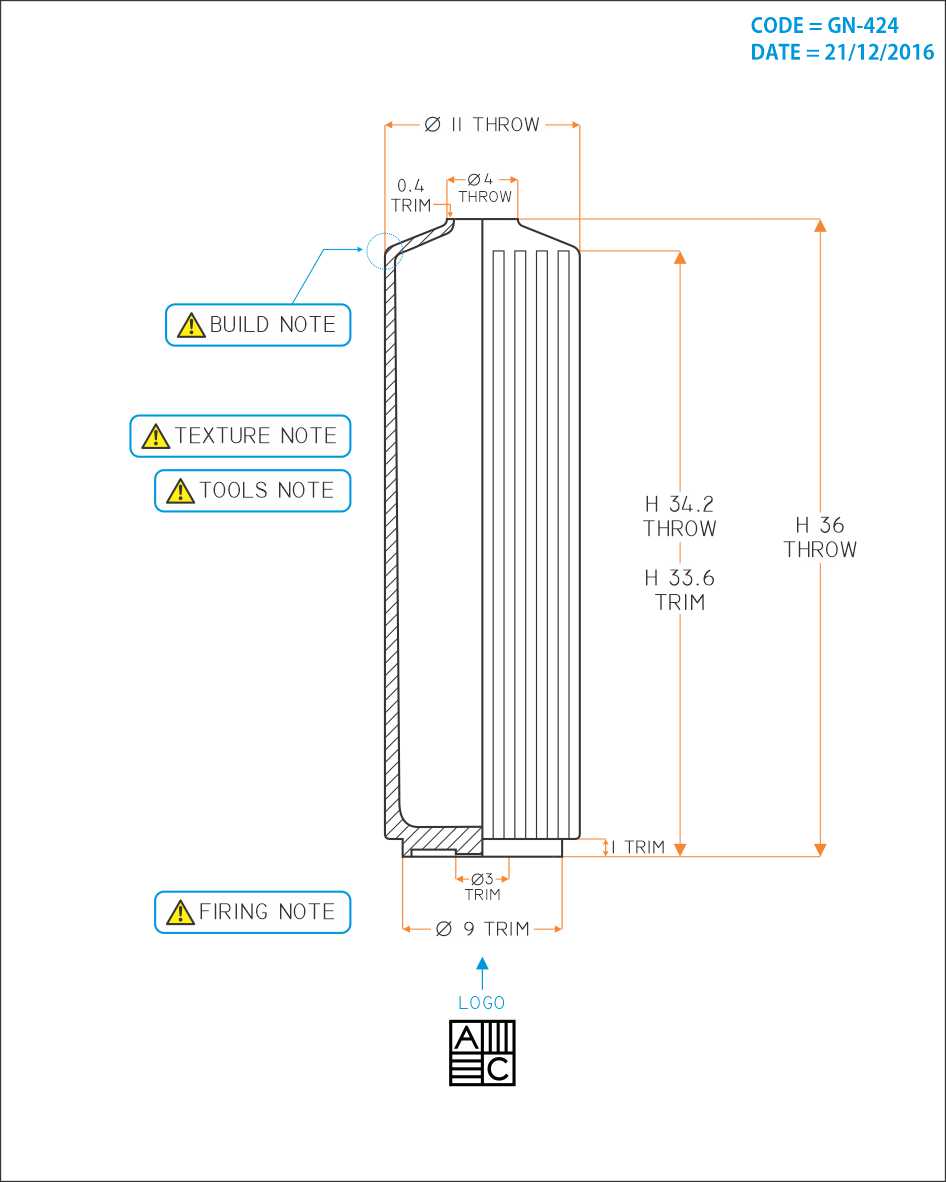 CODE = GN-424
DATE = 21/12/2016
Ø 11 THROW
0.4
TRIM
Ø4
THROW
BUILD NOTE
TEXTURE NOTE
TOOLS NOTE
H 34.2
THROW
H 33.6
TRIM
H 36
THROW
1 TRIM
Ø3
TRIM
FIRING NOTE
Ø 9 TRIM
LOGO
A
C